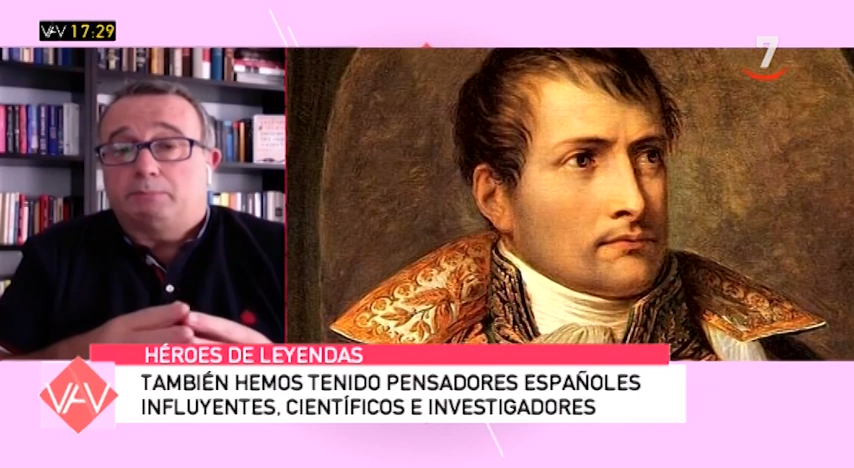 VAV 17:29
7
HÉROES DE LEYENDAS
TAMBIÉN HEMOS TENIDO PENSADORES ESPAÑOLES
INFLUYENTES, CIENTÍFICOS E INVESTIGADORES
VAV